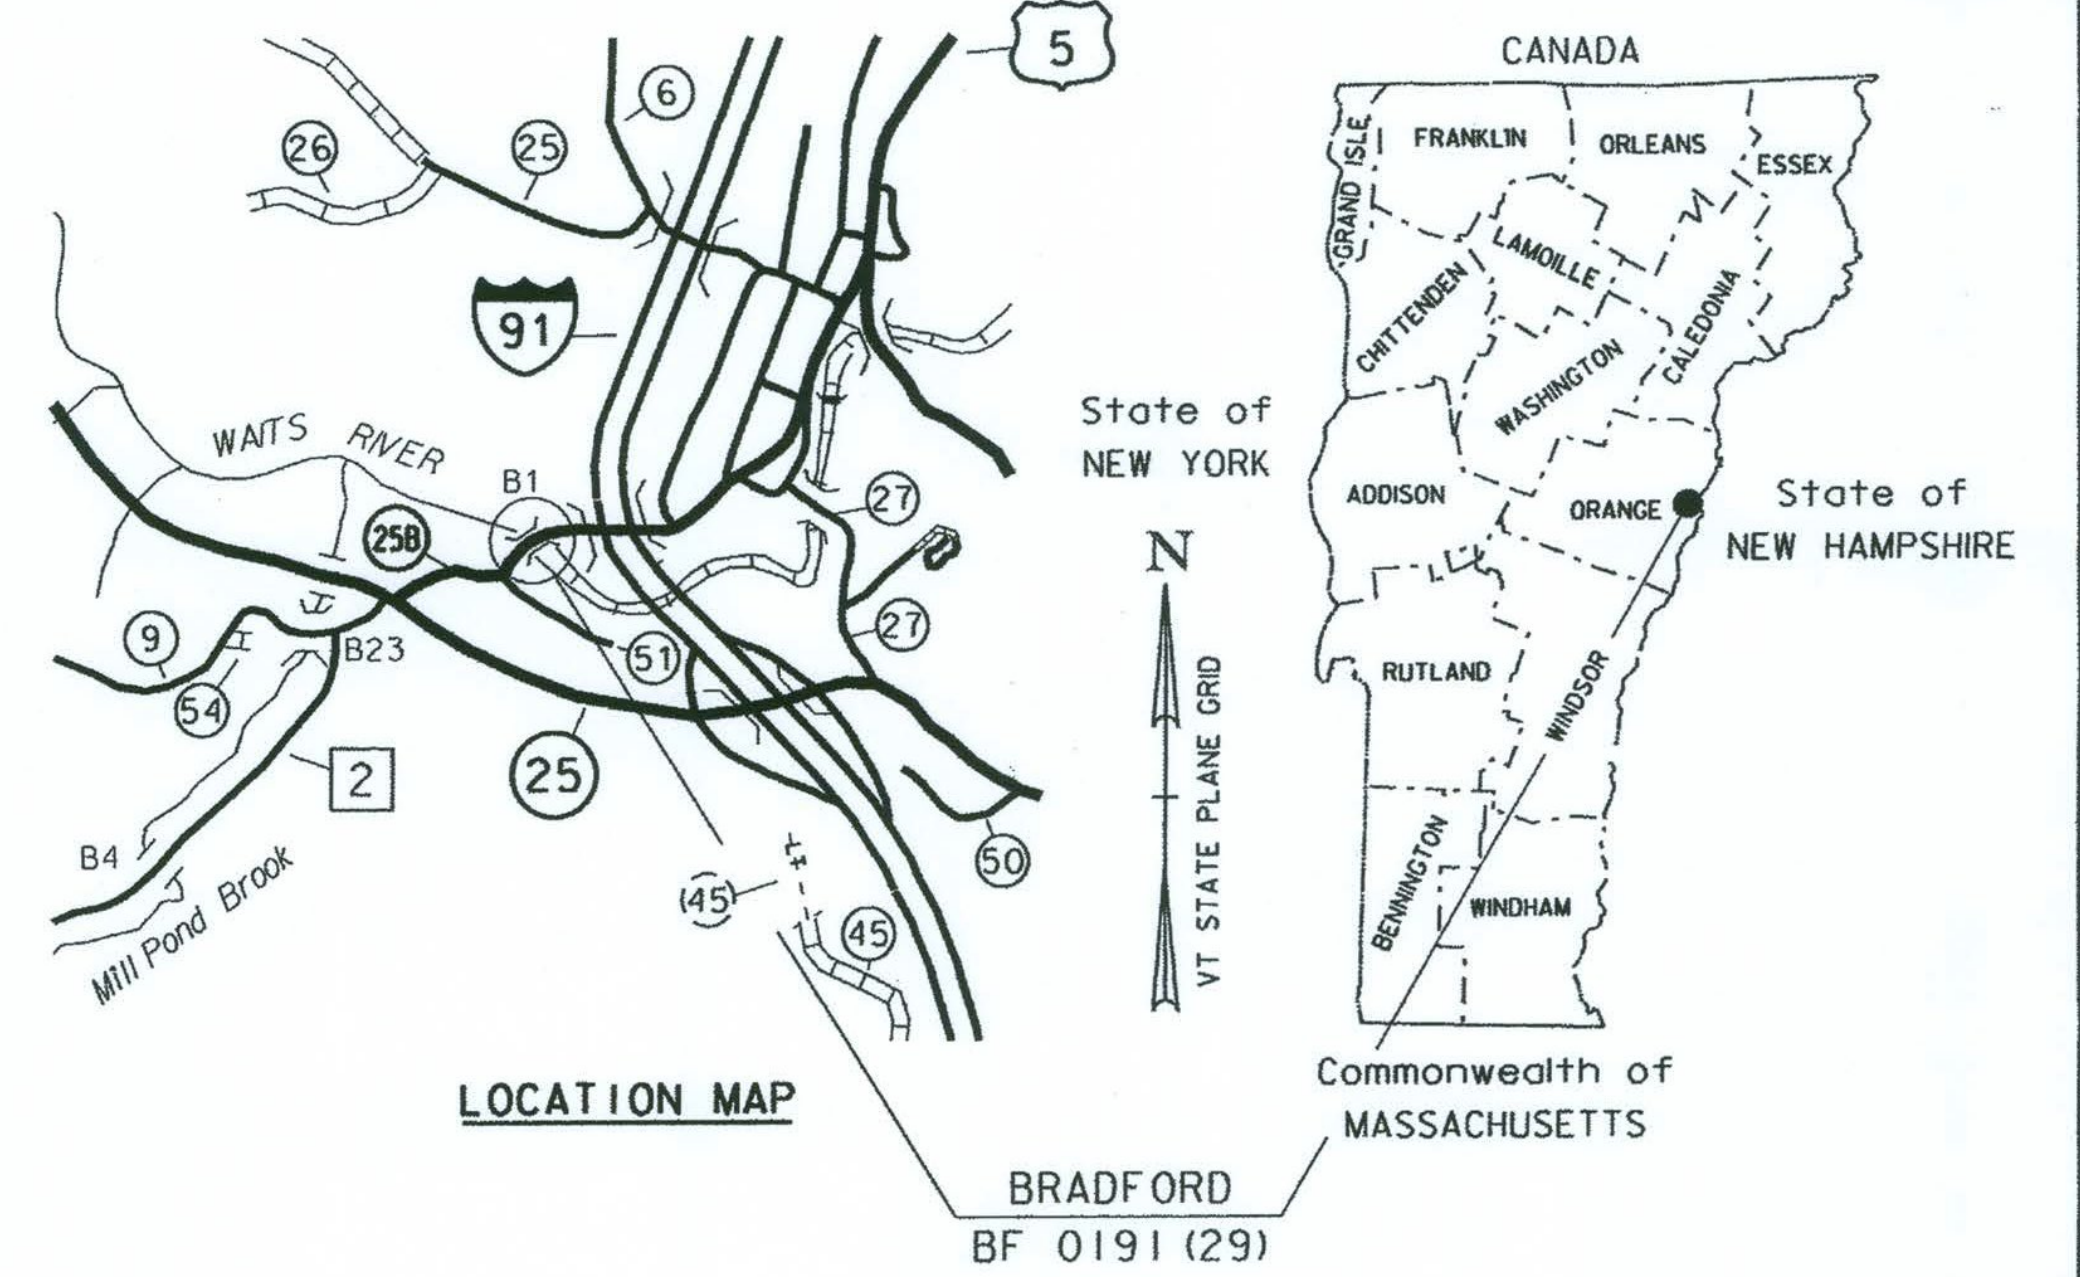 5
6
26
25
91
WAITS RIVER
B1
25B
27
27
9
B23
51
54
25
2
B4
Mill Pond Brook
50
(45)
45
LOCATION MAP
N
VT STATE PLANE GRID
CANADA
GRAND ISLE
FRANKLIN
ORLEANS
ESSEX
LAMOILLE
CHITTENDEN
CALEDONIA
WASHINGTON
State of
NEW YORK
ADDISON
ORANGE
State of
NEW HAMPSHIRE
RUTLAND
WINDSOR
BENNINGTON
WINDHAM
Commonwealth of
MASSACHUSETTS
BRADFORD
BF 0191 (29)